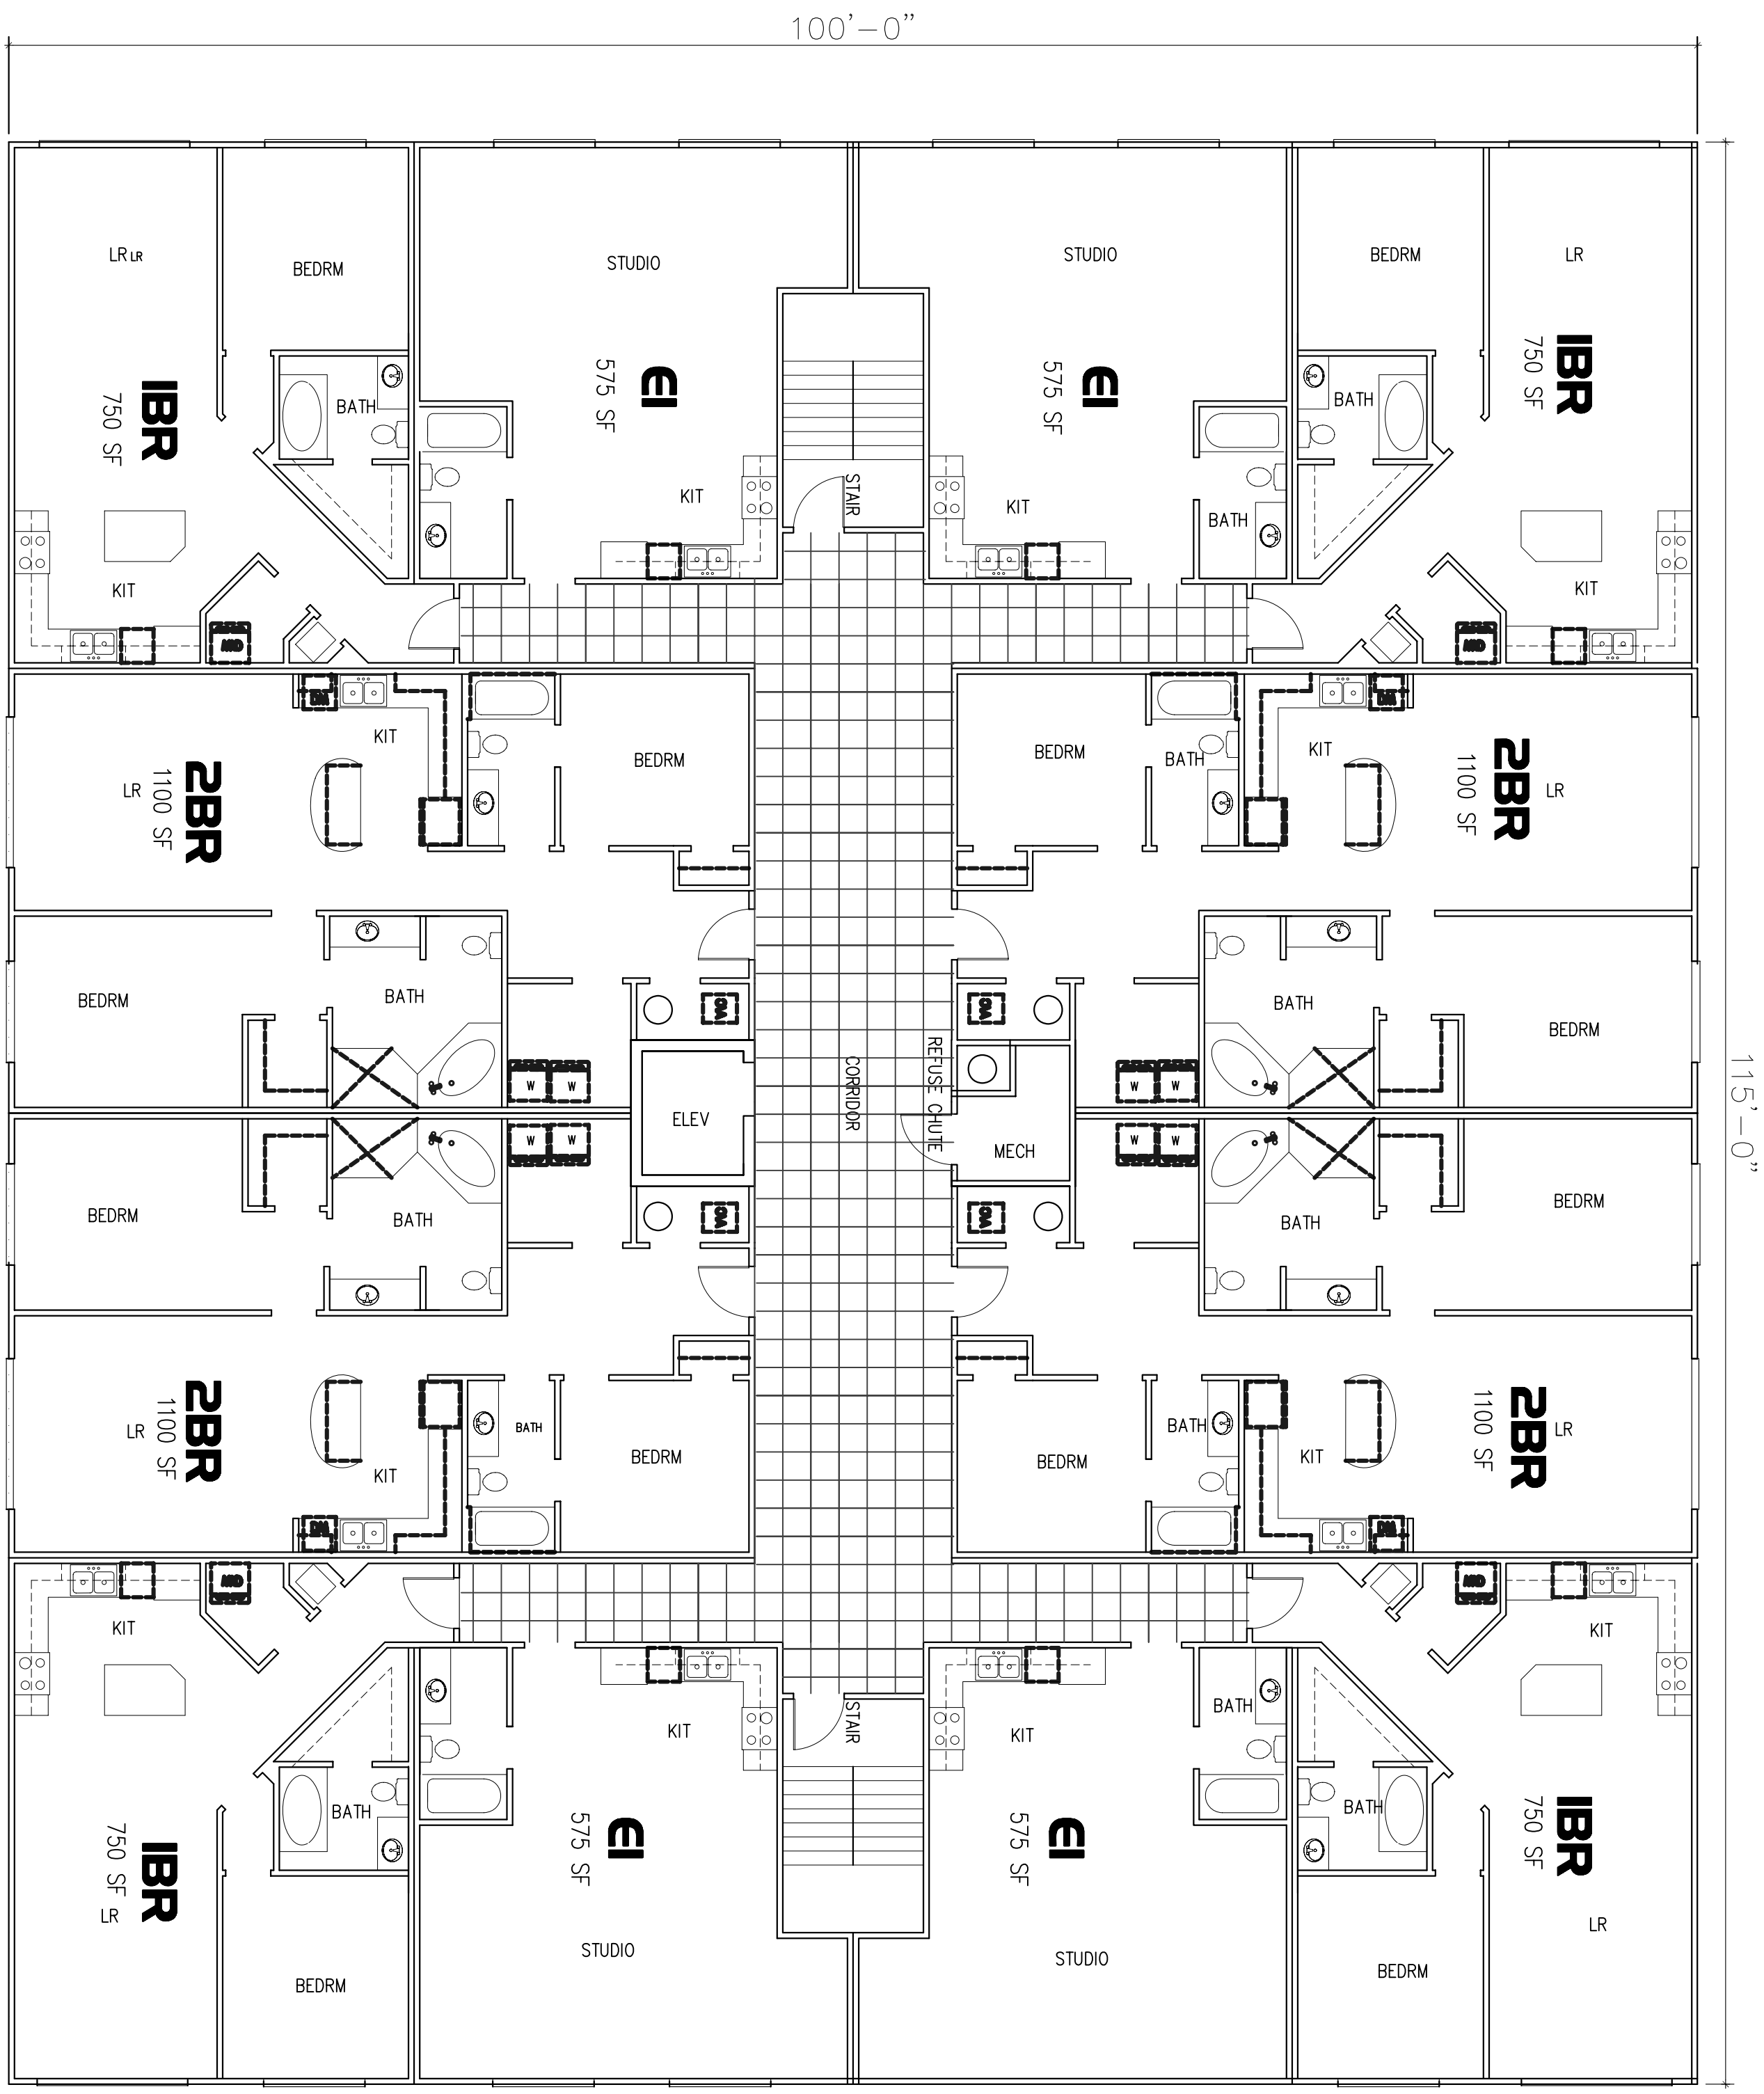 100'-0"
LR LR
BEDRM
STUDIO
STUDIO
BEDRM
LR
1BR
750 SF
BATH
575 SF
E1
575 SF
E1
BATH
750 SF
1BR
STAIR
KIT
KIT
BATH
KIT
KIT
KIT
BEDRM
BEDRM
BATH
KIT
LR
1100 SF
2BR
1100 SF
2BR
LR
BEDRM
BATH
BATH
BEDRM
REFUSE CHUTE
CORRIDOR
W
W
W
W
ELEV
MECH
115'-0"
W
W
W
W
BEDRM
BATH
BATH
BEDRM
LR
1100 SF
2BR
KIT
BATH
BEDRM
BEDRM
BATH
KIT
1100 SF
2BR
LR
DW
KIT
KIT
STAIR
KIT
KIT
BATH
BATH
575 SF
E1
575 SF
E1
BATH
750 SF
1BR
750 SF
1BR
LR
LR
BEDRM
STUDIO
STUDIO
BEDRM